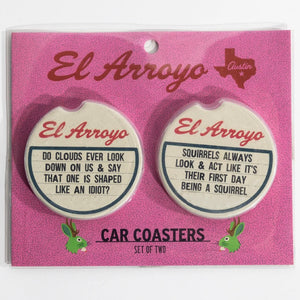 El Arroyo
Austin
El Arroyo
DO CLOUDS EVER LOOK
DOWN ON US & SAY
THAT ONE IS SHAPED
LIKE AN IDIOT?
El Arroyo
SQUIRRELS ALWAYS
LOOK & ACT LIKE IT'S
THEIR FIRST DAY
BEING A SQUIRREL
CAR COASTERS
SET OF TWO